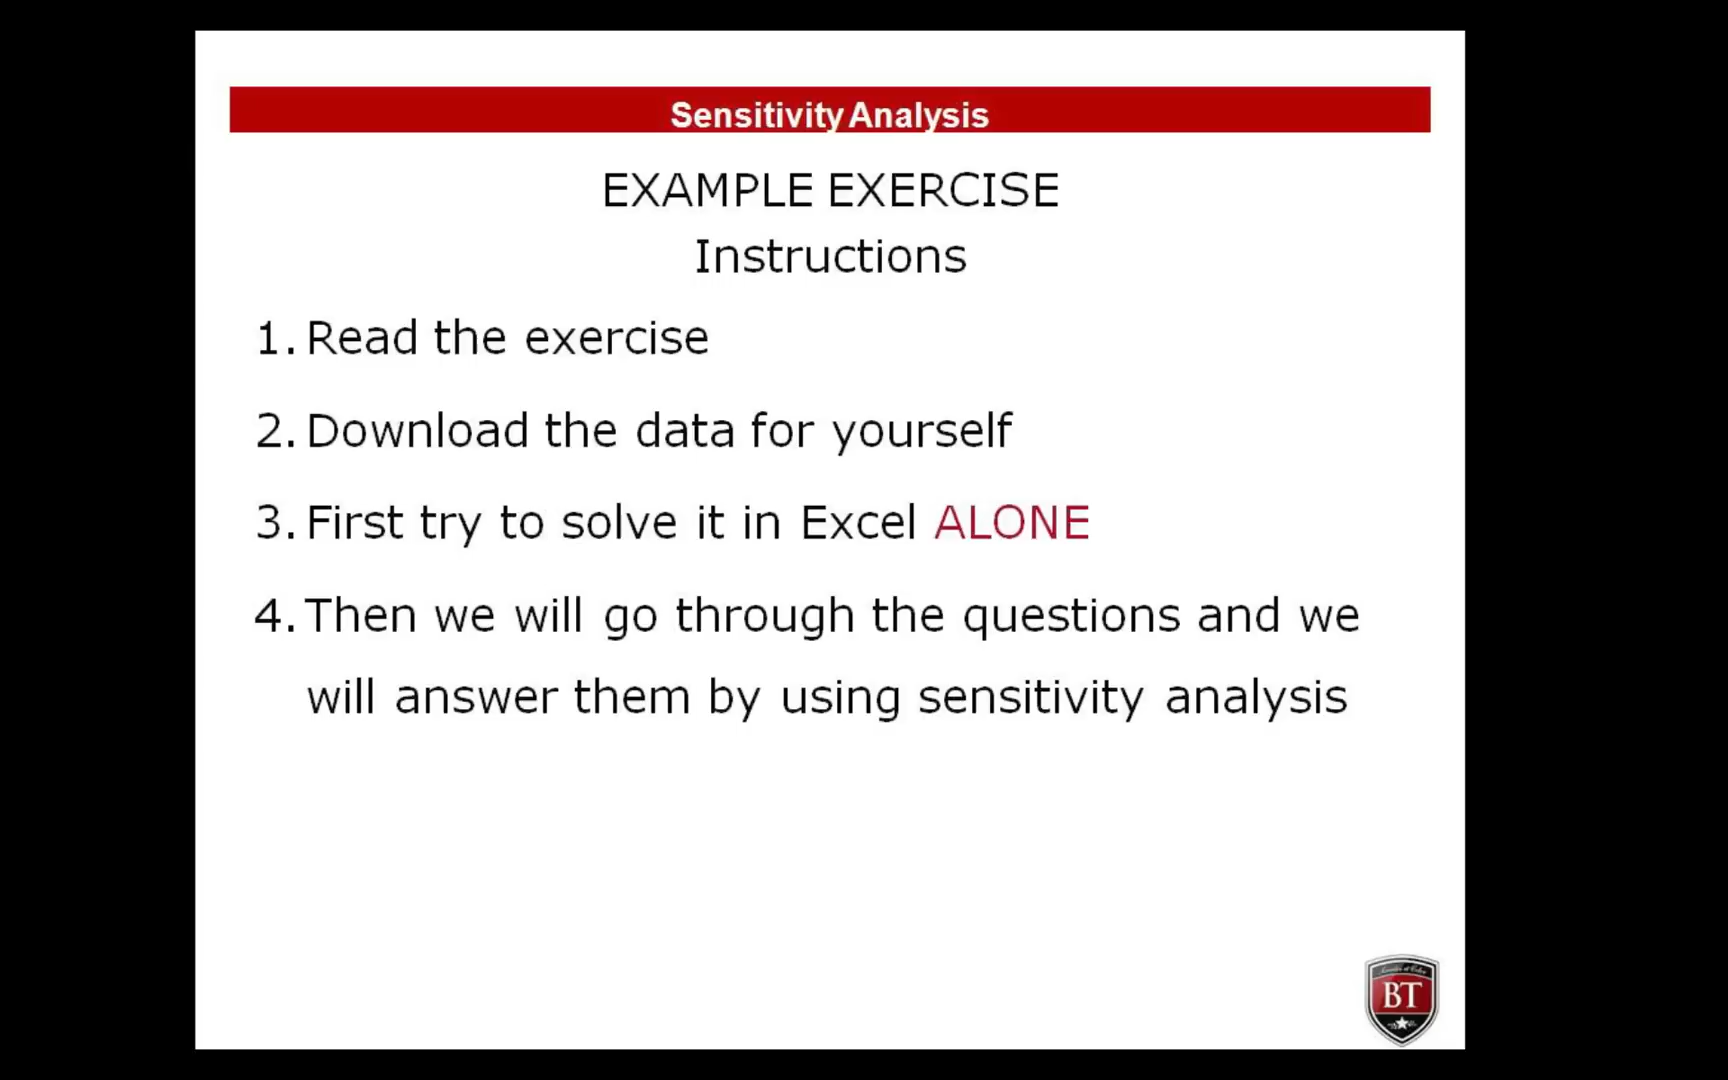 Sensitivity Analysis
EXAMPLE EXERCISE
Instructions
1. Read the exercise
2. Download the data for yourself
3. First try to solve it in Excel ALONE
4. Then we will go through the questions and we
will answer them by using sensitivity analysis
BT